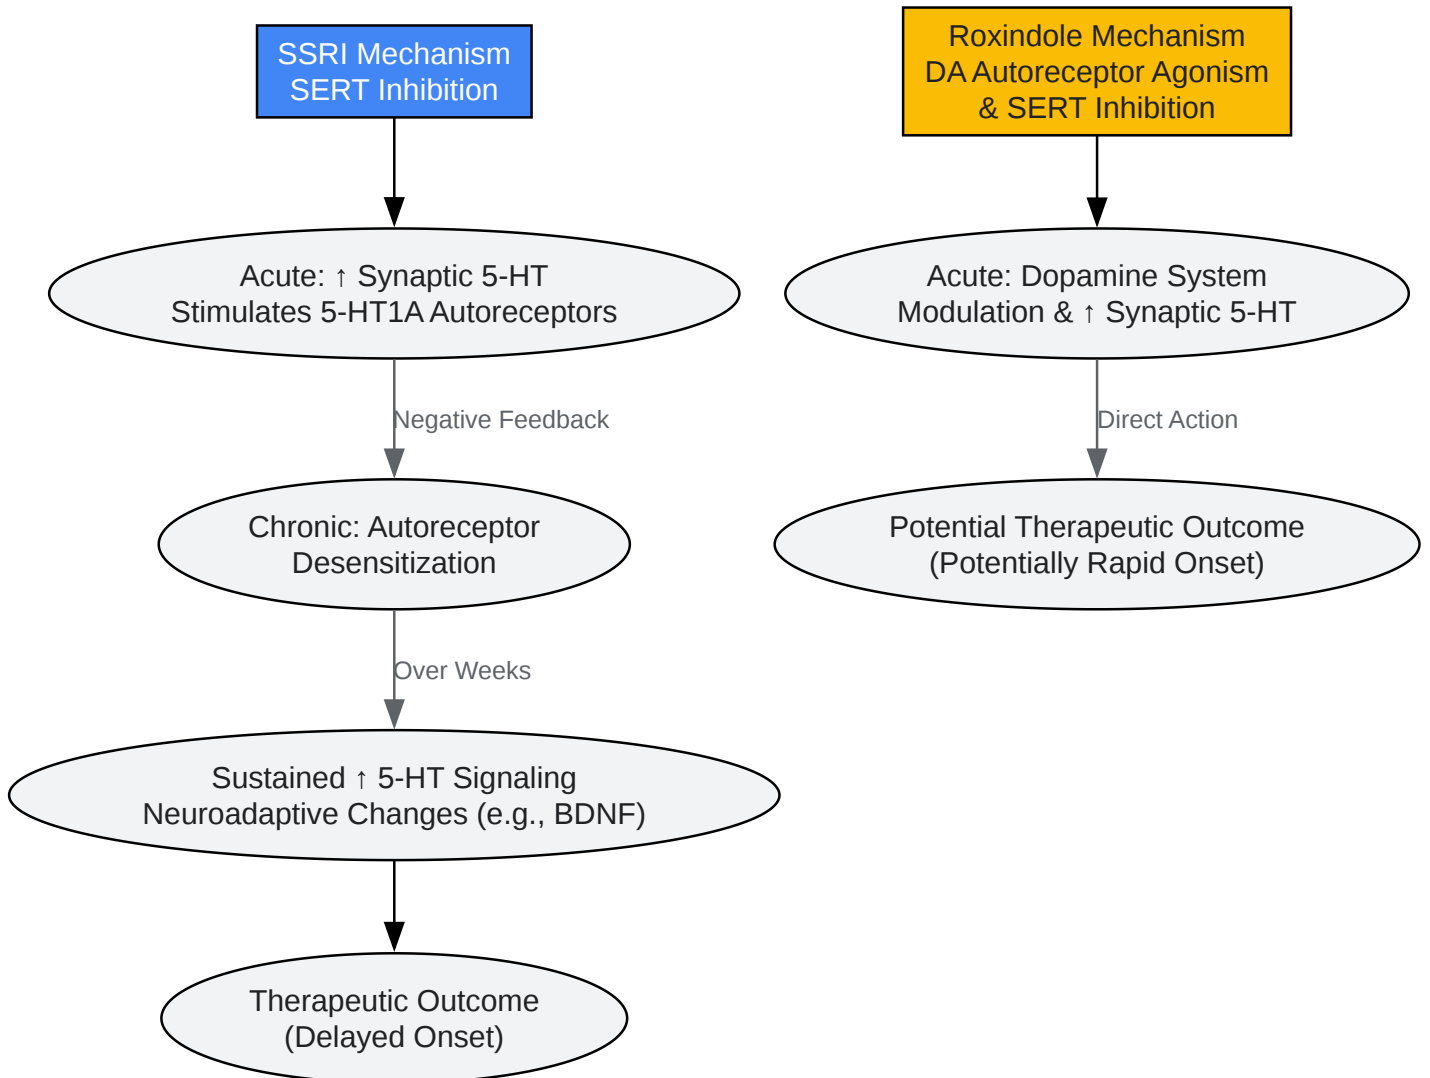 SSRI Mechanism
SERT Inhibition
Acute: ↑ Synaptic 5-HT
Stimulates 5-HT1A Autoreceptors
Negative Feedback
Chronic: Autoreceptor
Desensitization
Over Weeks
Sustained ↑ 5-HT Signaling
Neuroadaptive Changes (e.g., BDNF)
Therapeutic Outcome
(Delayed Onset)
Roxindole Mechanism
DA Autoreceptor Agonism
& SERT Inhibition
Acute: Dopamine System
Modulation & ↑ Synaptic 5-HT
Direct Action
Potential Therapeutic Outcome
(Potentially Rapid Onset)